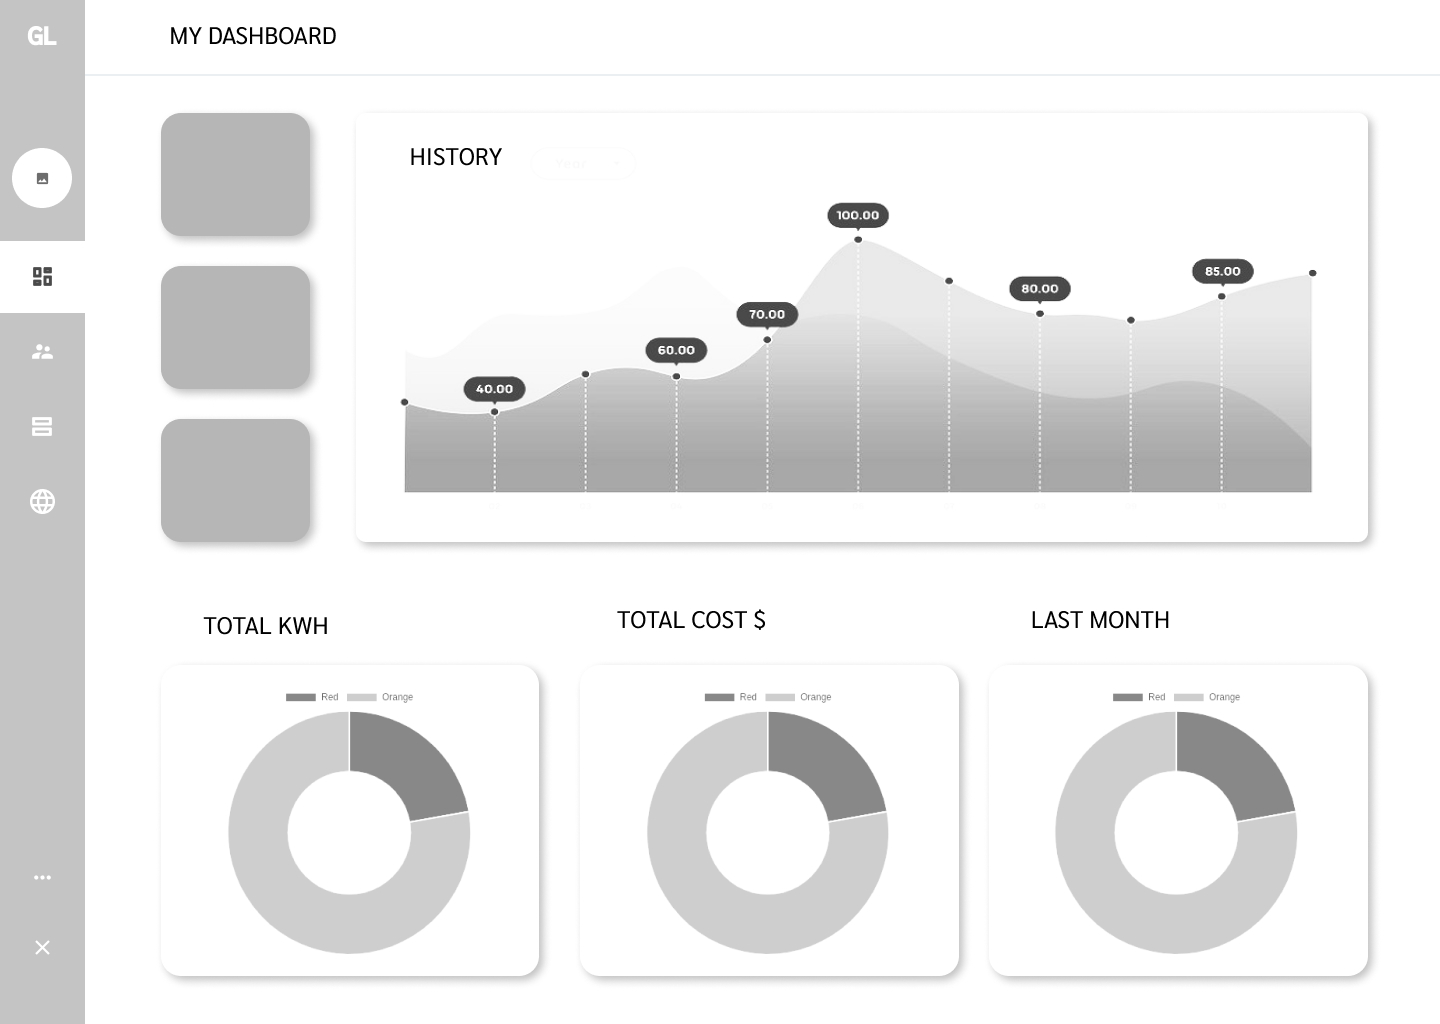 GL
MY DASHBOARD
HISTORY
100.00
85.00
80.00
70.00
60.00
40.00
TOTAL KWH
TOTAL COST $
LAST MONTH
Red Orange
Red Orange
Red Orange